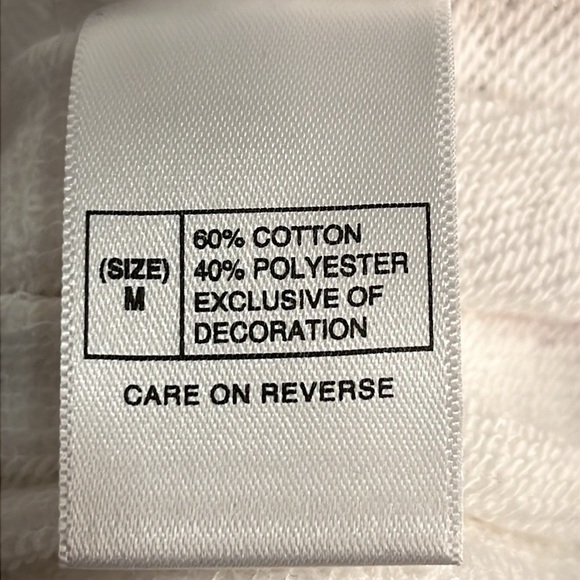 (SIZE)
M
60% COTTON
40% POLYESTER
EXCLUSIVE OF
DECORATION
CARE ON REVERSE